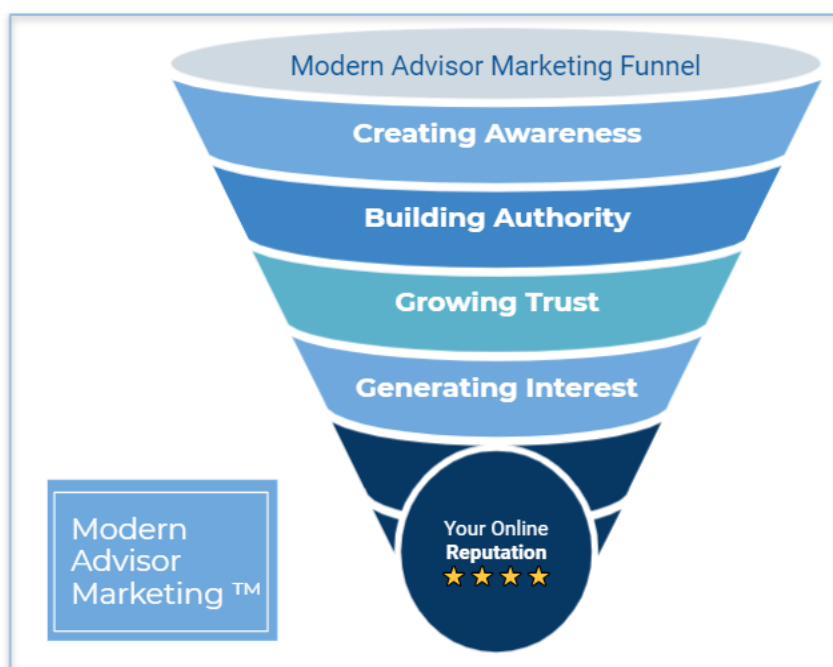 Modern Advisor Marketing Funnel
Creating Awareness
Building Authority
Growing Trust
Generating Interest
Your Online
Reputation
Modern
Advisor
Marketing ™